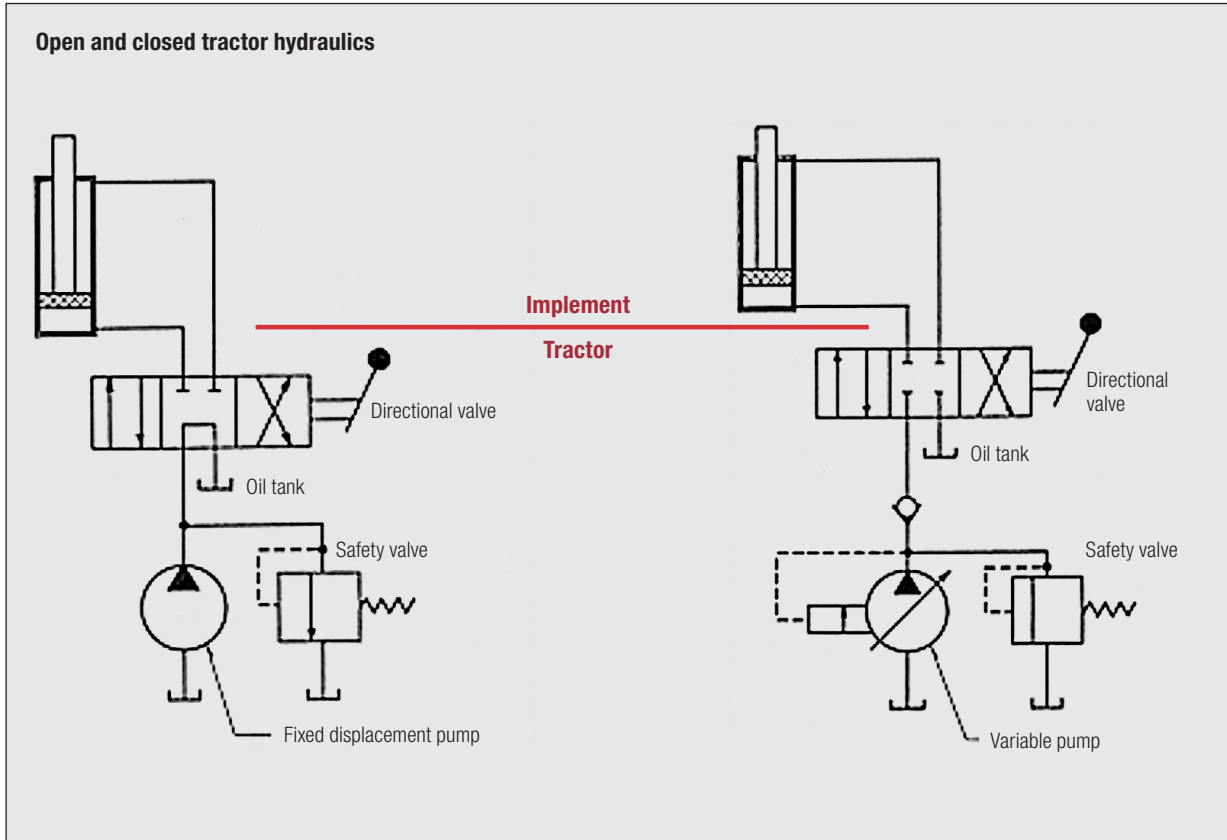 Open and closed tractor hydraulics
Implement
Tractor
Directional valve
Oil tank
Safety valve
Fixed displacement pump
Directional
valve
Oil tank
Safety valve
Variable pump